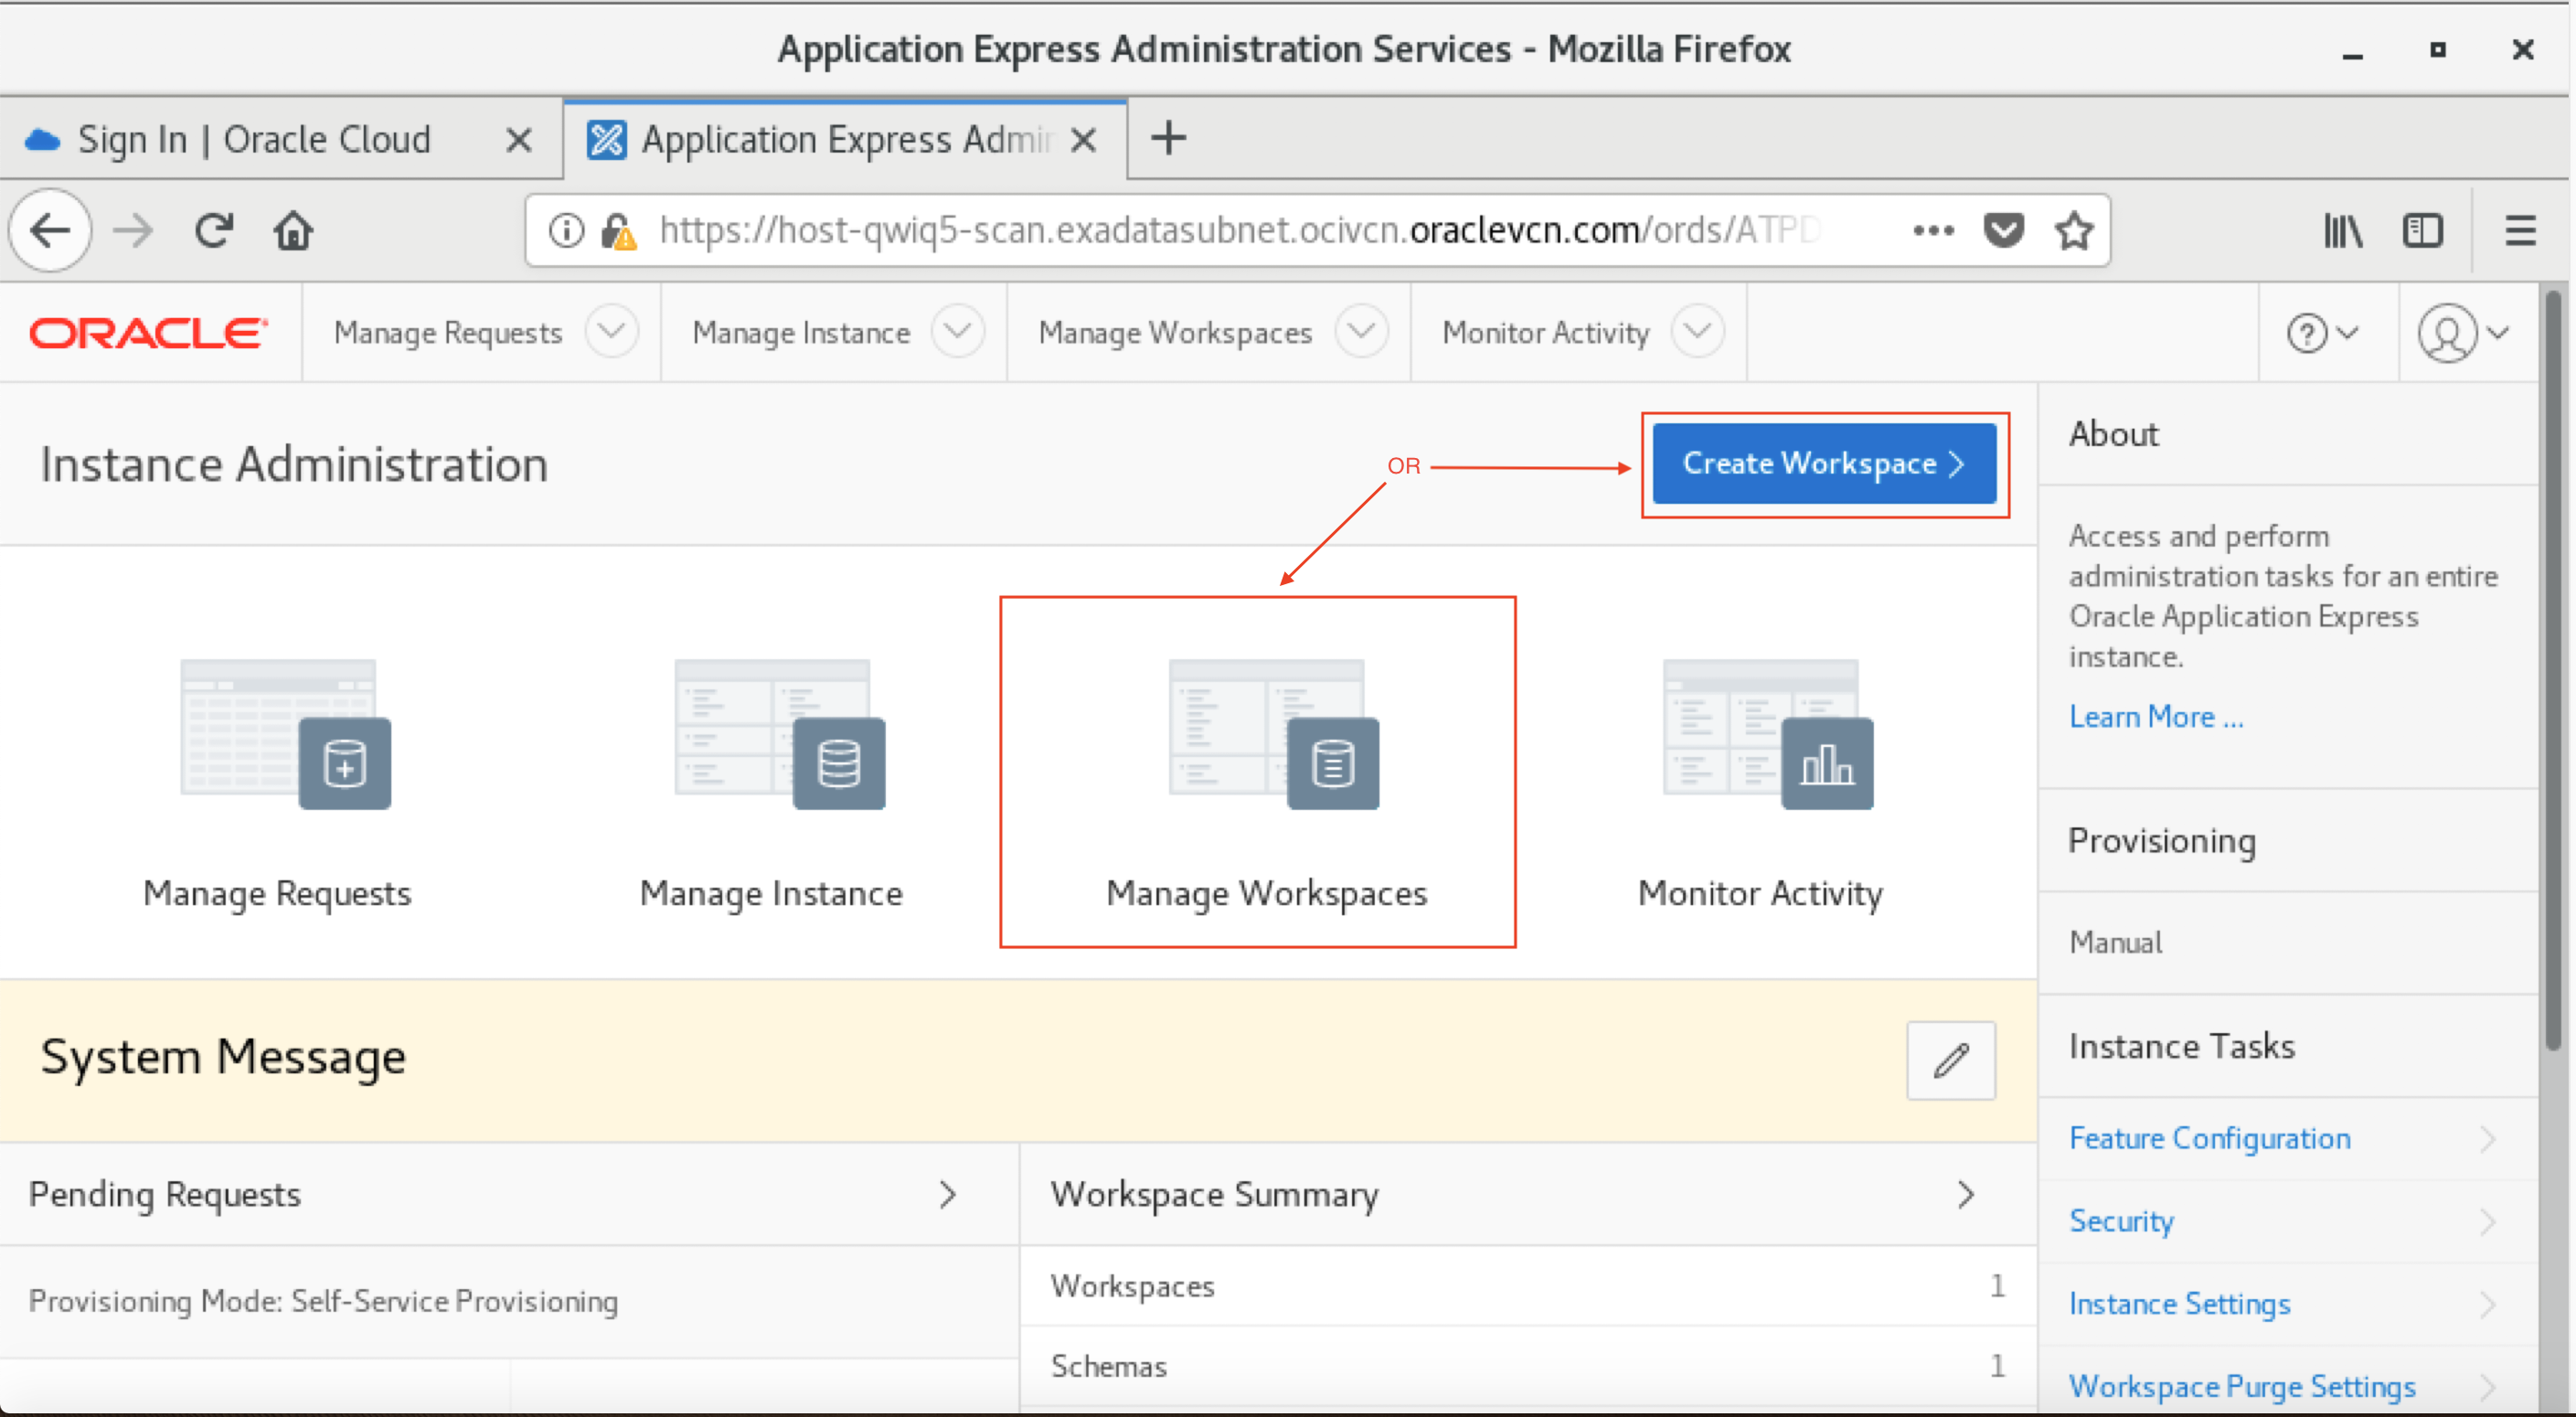 Application Express Administration Services - Mozilla Firefox
Sign In | Oracle Cloud
Application Express Admin
https://host-qwiq5-scan.exadatasubnet.ocivcn.oraclevcn.com/ords/ATPD
ORACLE
Manage Requests
Manage Instance
Manage Workspaces
Monitor Activity
Instance Administration
OR
Create Workspace
Manage Requests
Manage Instance
Manage Workspaces
Monitor Activity
System Message
Pending Requests
Provisioning Mode: Self-Service Provisioning
Workspace Summary
Workspaces 1
Schemas 1
About
Access and perform
administration tasks for an entire
Oracle Application Express
instance.
Learn More ...
Provisioning
Manual
Instance Tasks
Feature Configuration
Security
Instance Settings
Workspace Purge Settings